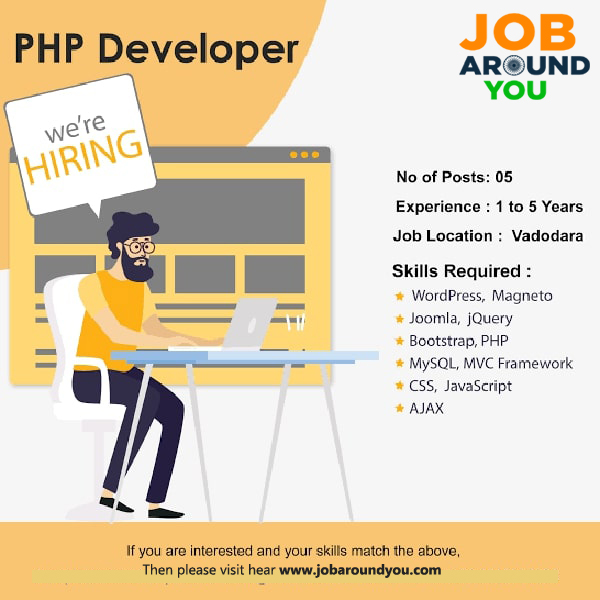 PHP Developer
JOB
AROUND
YOU
we're
HIRING
No of Posts: 05
Experience : 1 to 5 Years
Job Location : Vadodara
Skills Required :
WordPress, Magneto
Joomla, jQuery
Bootstrap, PHP
MySQL, MVC Framework
CSS, JavaScript
AJAX
If you are interested and your skills match the above,
Then please visit hear www.jobaroundyou.com